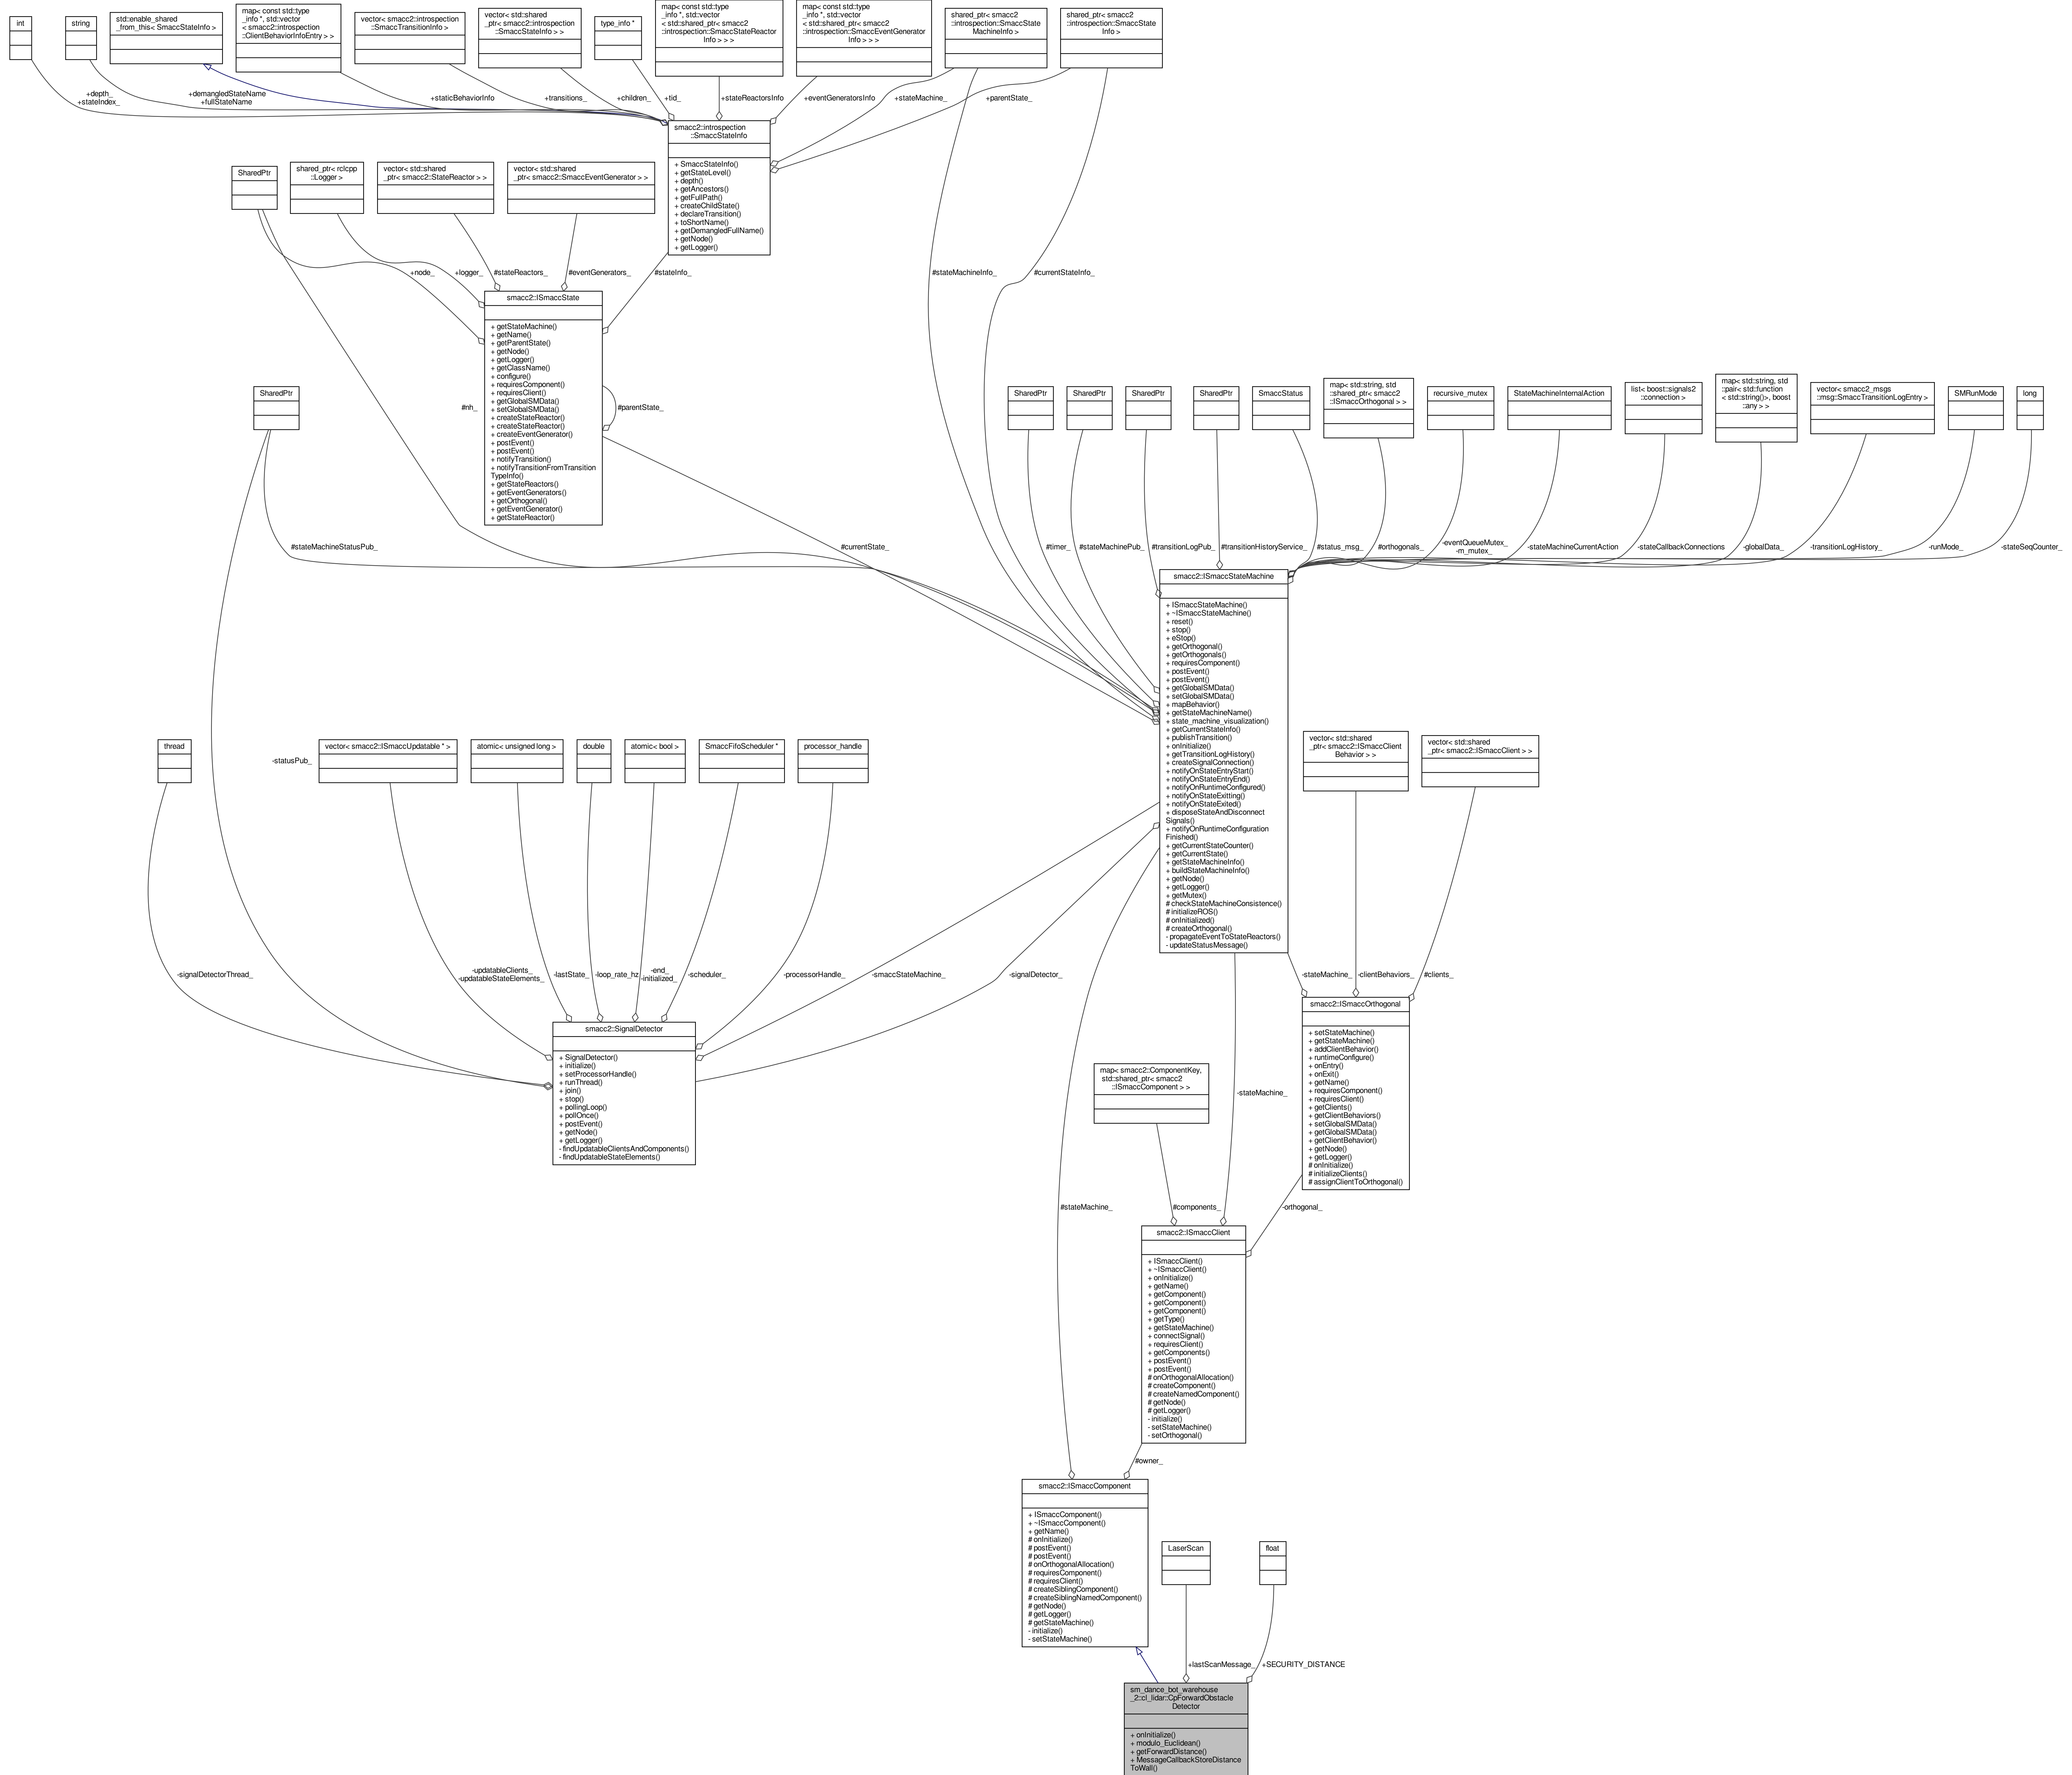 int
string
std::enable_shared
_from_this< SmaccStateInfo >
map< const std::type
_info *, std::vector
< smacc2::introspection
::ClientBehaviorInfoEntry > >
vector< smacc2::introspection
::SmaccTransitionInfo >
vector< std::shared
_ptr< smacc2::introspection
::SmaccStateInfo > >
type_info *
map< const std::type
_info *, std::vector
< std::shared_ptr< smacc2
::introspection::SmaccStateReactor
Info > > >
map< const std::type
_info *, std::vector
< std::shared_ptr< smacc2
::introspection::SmaccEventGenerator
Info > > >
shared_ptr< smacc2
::introspection::SmaccState
MachineInfo >
shared_ptr< smacc2
::introspection::SmaccState
Info >
+depth_
+stateIndex_
+demangledStateName
+fullStateName
+staticBehaviorInfo
+transitions_
+children_
+tid_
+stateReactorsInfo
+eventGeneratorsInfo
+stateMachine_
+parentState_
smacc2::introspection
::SmaccStateInfo
+ SmaccStateInfo()
+ getStateLevel()
+ depth()
+ getAncestors()
+ getFullPath()
+ createChildState()
+ declareTransition()
+ toShortName()
+ getDemangledFullName()
+ getNode()
+ getLogger()
SharedPtr
shared_ptr< rclcpp
::Logger >
vector< std::shared
_ptr< smacc2::StateReactor > >
vector< std::shared
_ptr< smacc2::SmaccEventGenerator > >
+node_
+logger_
#stateReactors_
#eventGenerators_
#stateInfo_
#stateMachineInfo_
#currentStateInfo_
smacc2::ISmaccState
+ getStateMachine()
+ getName()
+ getParentState()
+ getNode()
+ getLogger()
+ getClassName()
+ configure()
+ requiresComponent()
+ requiresClient()
+ getGlobalSMData()
+ setGlobalSMData()
+ createStateReactor()
+ createStateReactor()
+ createEventGenerator()
+ postEvent()
+ postEvent()
+ notifyTransition()
+ notifyTransitionFromTransition
TypeInfo()
+ getStateReactors()
+ getEventGenerators()
+ getOrthogonal()
+ getEventGenerator()
+ getStateReactor()
#nh_
#parentState_
SharedPtr
SharedPtr
SharedPtr
SharedPtr
SharedPtr
SmaccStatus
map< std::string, std
::shared_ptr< smacc2
::ISmaccOrthogonal > >
recursive_mutex
StateMachineInternalAction
list< boost::signals2
::connection >
map< std::string, std
::pair< std::function
< std::string()>, boost
::any > >
vector< smacc2_msgs
::msg::SmaccTransitionLogEntry >
SMRunMode
long
#stateMachineStatusPub_
#currentState_
#timer_
#stateMachinePub_
#transitionLogPub_
#transitionHistoryService_
#status_msg_
#orthogonals_
-eventQueueMutex_
-m_mutex_
-stateMachineCurrentAction
-stateCallbackConnections
-globalData_
-transitionLogHistory_
-runMode_
-stateSeqCounter_
smacc2::ISmaccStateMachine
+ ISmaccStateMachine()
+ ~ISmaccStateMachine()
+ reset()
+ stop()
+ eStop()
+ getOrthogonal()
+ getOrthogonals()
+ requiresComponent()
+ postEvent()
+ postEvent()
+ getGlobalSMData()
+ setGlobalSMData()
+ mapBehavior()
+ getStateMachineName()
+ state_machine_visualization()
+ getCurrentStateInfo()
+ publishTransition()
+ onInitialize()
+ getTransitionLogHistory()
+ createSignalConnection()
+ notifyOnStateEntryStart()
+ notifyOnStateEntryEnd()
+ notifyOnRuntimeConfigured()
+ notifyOnStateExitting()
+ notifyOnStateExited()
+ disposeStateAndDisconnect
Signals()
+ notifyOnRuntimeConfiguration
Finished()
+ getCurrentStateCounter()
+ getCurrentState()
+ getStateMachineInfo()
+ buildStateMachineInfo()
+ getNode()
+ getLogger()
+ getMutex()
# checkStateMachineConsistence()
# initializeROS()
# onInitialized()
# createOrthogonal()
- propagateEventToStateReactors()
- updateStatusMessage()
thread
-statusPub_
vector< smacc2::ISmaccUpdatable * >
atomic< unsigned long >
double
atomic< bool >
SmaccFifoScheduler *
processor_handle
vector< std::shared
_ptr< smacc2::ISmaccClient
Behavior > >
vector< std::shared
_ptr< smacc2::ISmaccClient > >
-signalDetectorThread_
-updatableClients_
-updatableStateElements_
-lastState_
-loop_rate_hz
-end_
-initialized_
-scheduler_
-processorHandle_
-smaccStateMachine_
-signalDetector_
-stateMachine_
-clientBehaviors_
#clients_
smacc2::SignalDetector
+ SignalDetector()
+ initialize()
+ setProcessorHandle()
+ runThread()
+ join()
+ stop()
+ pollingLoop()
+ pollOnce()
+ postEvent()
+ getNode()
+ getLogger()
- findUpdatableClientsAndComponents()
- findUpdatableStateElements()
smacc2::ISmaccOrthogonal
+ setStateMachine()
+ getStateMachine()
+ addClientBehavior()
+ runtimeConfigure()
+ onEntry()
+ onExit()
+ getName()
+ requiresComponent()
+ requiresClient()
+ getClients()
+ getClientBehaviors()
+ setGlobalSMData()
+ getGlobalSMData()
+ getClientBehavior()
+ getNode()
+ getLogger()
# onInitialize()
# initializeClients()
# assignClientToOrthogonal()
map< smacc2::ComponentKey,
std::shared_ptr< smacc2
::ISmaccComponent > >
-stateMachine_
#stateMachine_
#components_
-orthogonal_
smacc2::ISmaccClient
+ ISmaccClient()
+ ~ISmaccClient()
+ onInitialize()
+ getName()
+ getComponent()
+ getComponent()
+ getComponent()
+ getType()
+ getStateMachine()
+ connectSignal()
+ requiresClient()
+ getComponents()
+ postEvent()
+ postEvent()
# onOrthogonalAllocation()
# createComponent()
# createNamedComponent()
# getNode()
# getLogger()
- initialize()
- setStateMachine()
- setOrthogonal()
#owner_
smacc2::ISmaccComponent
+ ISmaccComponent()
+ ~ISmaccComponent()
+ getName()
# onInitialize()
# postEvent()
# postEvent()
# onOrthogonalAllocation()
# requiresComponent()
# requiresClient()
# createSiblingComponent()
# createSiblingNamedComponent()
# getNode()
# getLogger()
# getStateMachine()
- initialize()
- setStateMachine()
LaserScan
float
+lastScanMessage_
+SECURITY_DISTANCE
sm_dance_bot_warehouse
_2::cl_lidar::CpForwardObstacle
Detector
+ onInitialize()
+ modulo_Euclidean()
+ getForwardDistance()
+ MessageCallbackStoreDistance
ToWall()